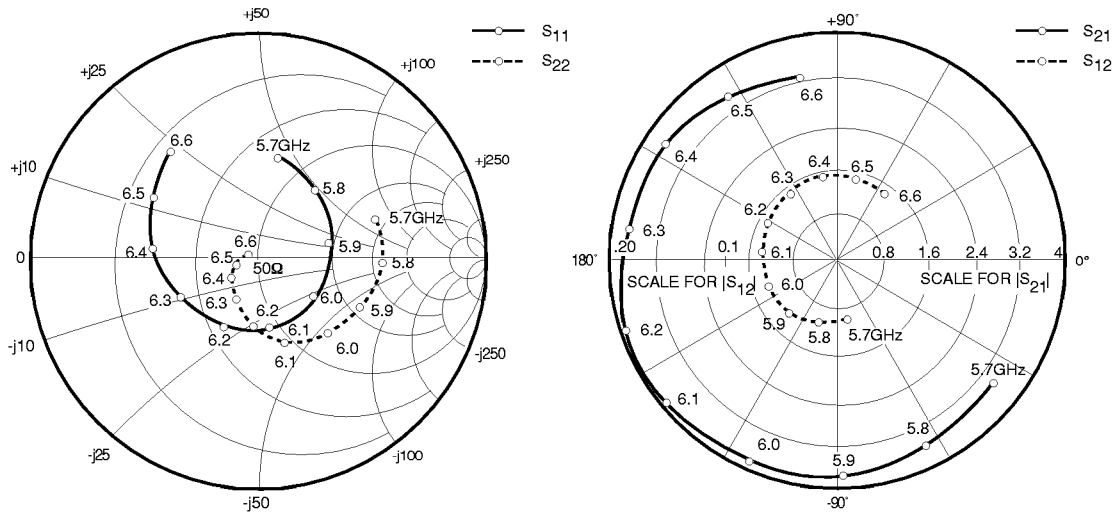 +j50
S11
S22
+j25
+j100
+j10
+j250
0
-j10
-j250
-j25
-j100
-j50
6.6
6.5
6.4
6.3
6.2
6.1
6.0
5.9
5.8
5.7GHz
6.6
6.5
6.4
6.3
6.2
6.1
6.0
5.9
5.8
5.7GHz
50Ω
+90°
S21
S12
180°
0°
-90°
.20
0.1
0.8
1.6
2.4
3.2
4
SCALE FOR |S12|
SCALE FOR |S21|
6.6
6.5
6.4
6.3
6.2
6.1
6.0
5.9
5.8
5.7GHz
6.4
6.5
6.6
6.3
6.2
6.1
6.0
5.9
5.8
5.7GHz